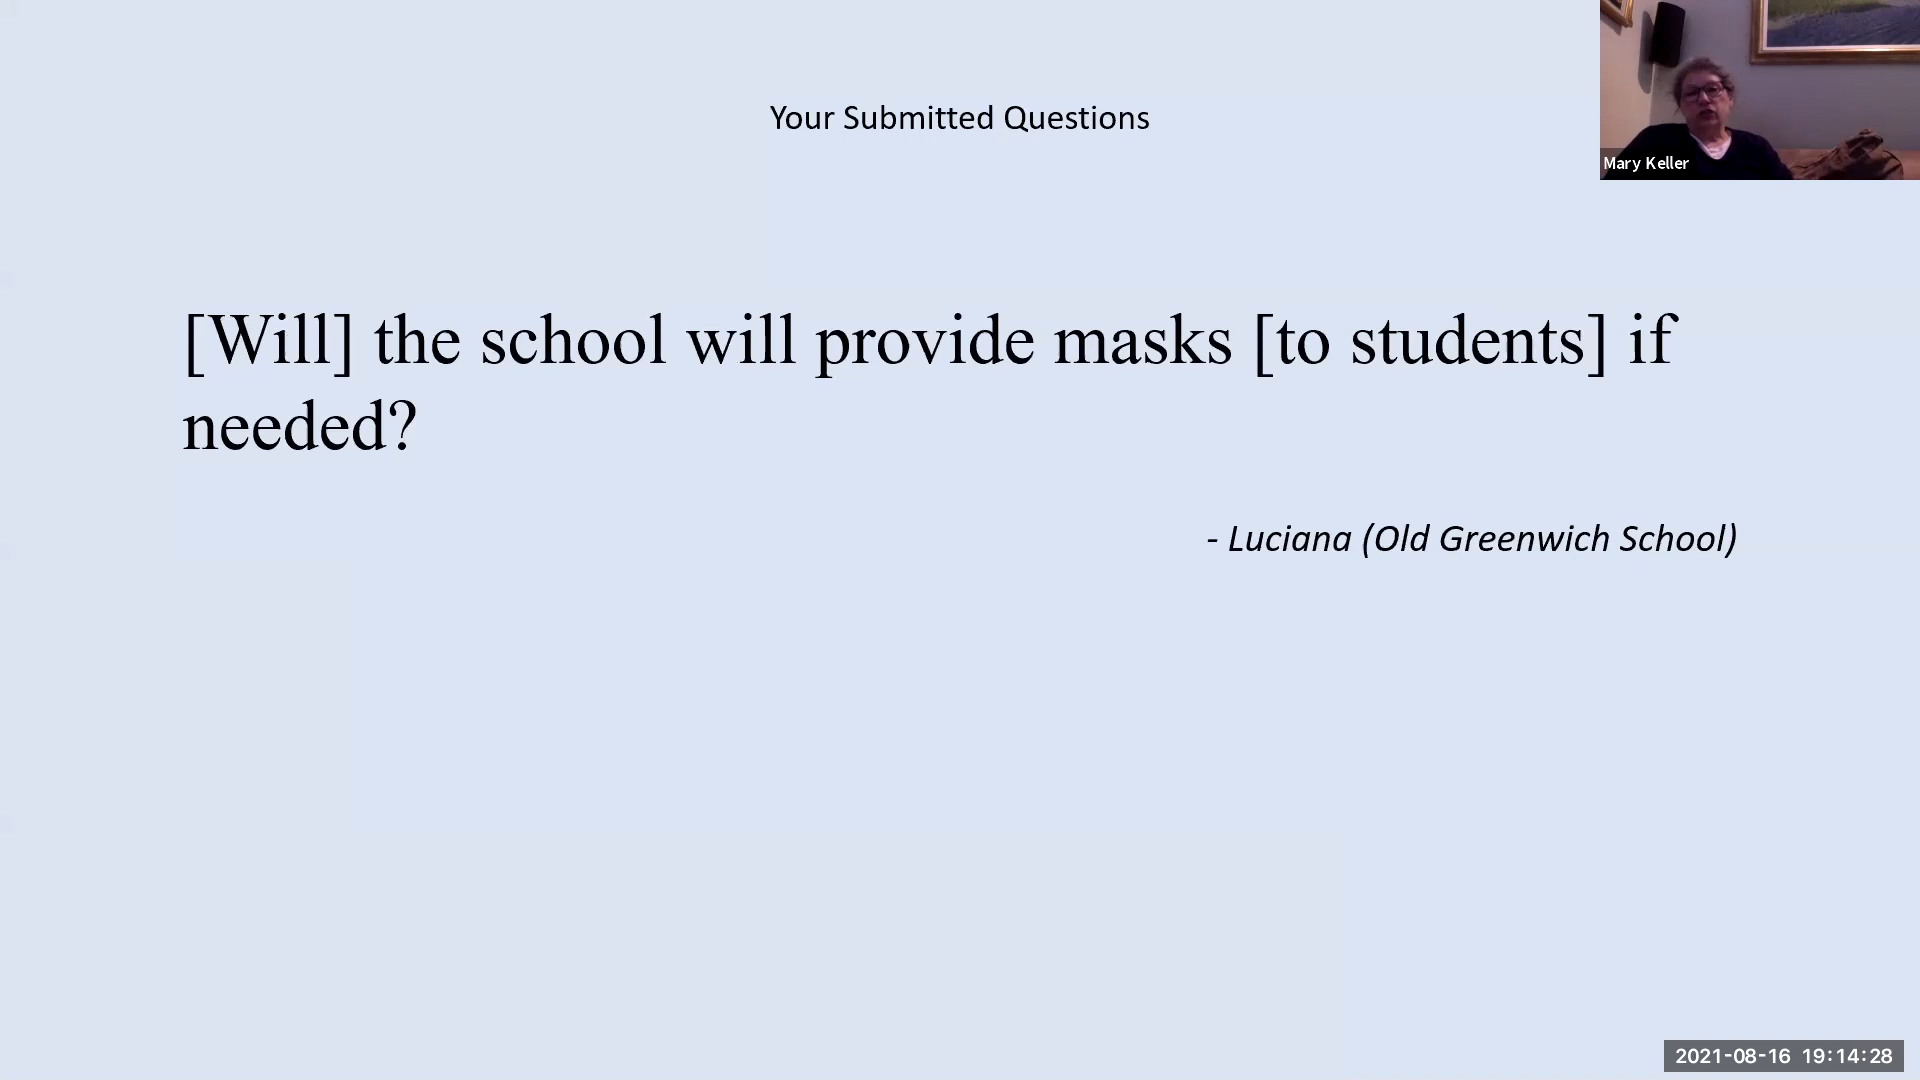 Your Submitted Questions
Mary Keller
[Will] the school will provide masks [to students] if
needed?
- Luciana (Old Greenwich School)
2021-08-16 19:14:28